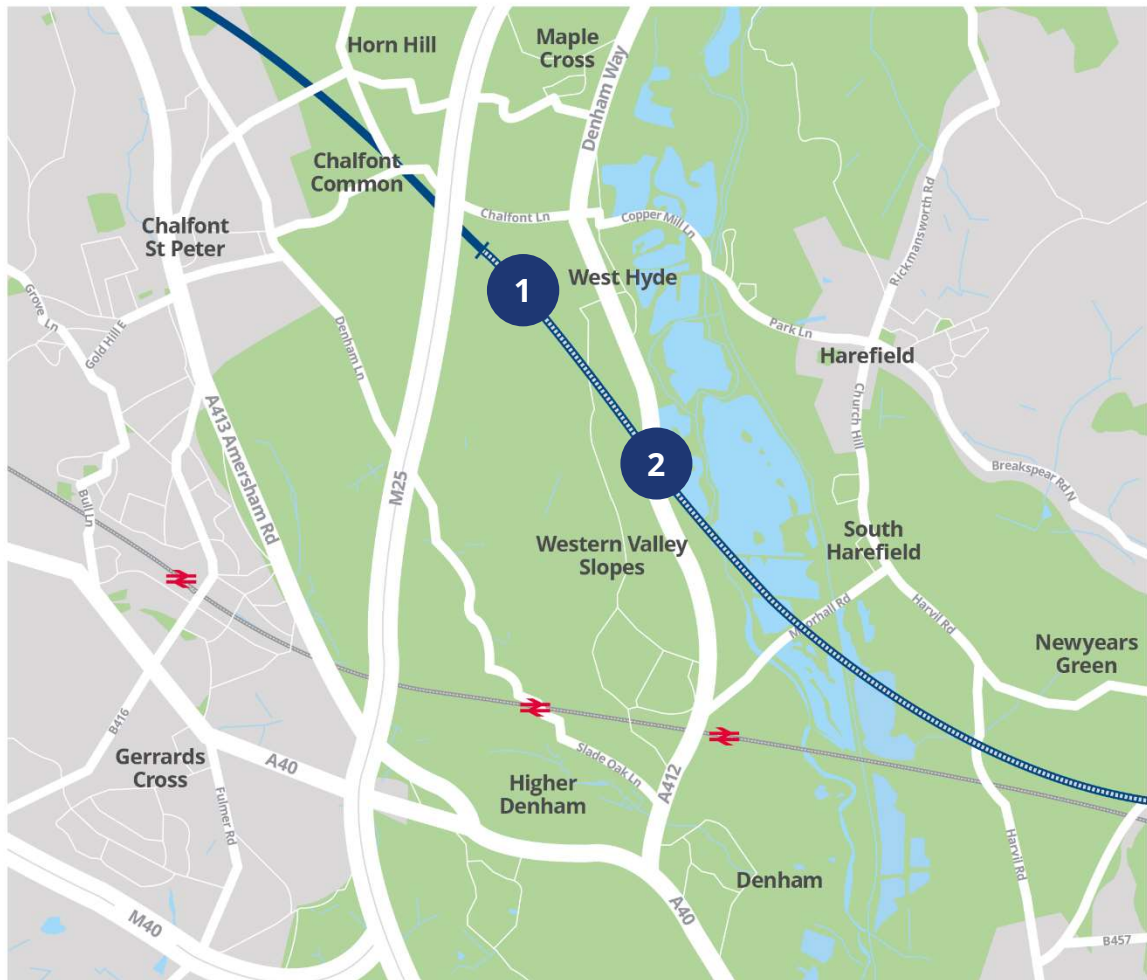 Horn Hill
Maple
Cross
Denham Way
Chalfont
Common
Chalfont Ln
Copper Mill Ln
Rickmansworth Rd
Chalfont
St Peter
1
West Hyde
Grove Ln
Gold Hill E
Denham Ln
Park Ln
Harefield
Church Hill
A413 Amersham Rd
M25
2
Breakspear Rd N
Bull Ln
Western Valley
Slopes
South
Harefield
Moorhall Rd
Harvil Rd
Newyears
Green
B416
Gerrards
Cross
A40
Slade Oak Ln
Higher
Denham
A412
Fulmer Rd
Harvil Rd
Denham
A40
M40
B457